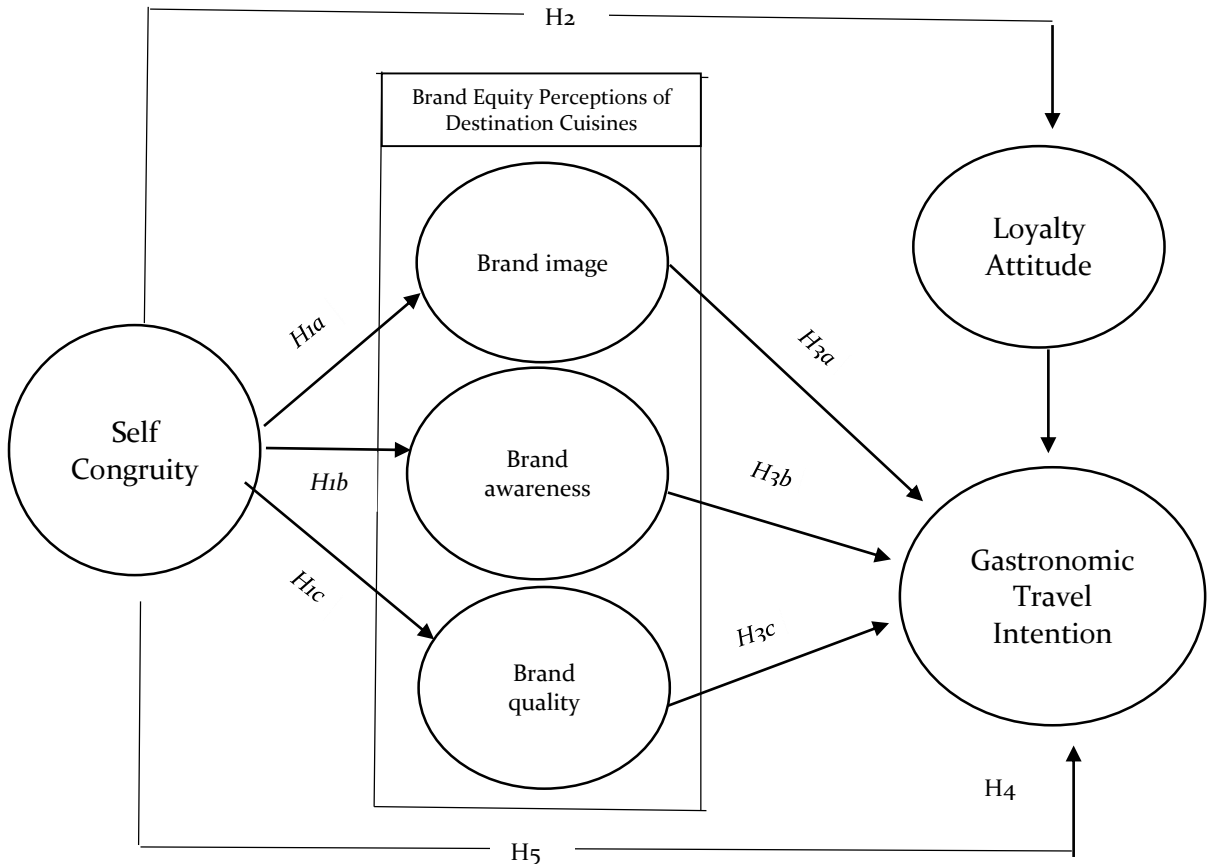 H2
Brand Equity Perceptions of
Destination Cuisines
Brand image
Loyalty
Attitude
H1a
H3a
Self
Congruity
Brand
awareness
H1b
H3b
Gastronomic
Travel
Intention
H1c
H3c
Brand
quality
H4
H5